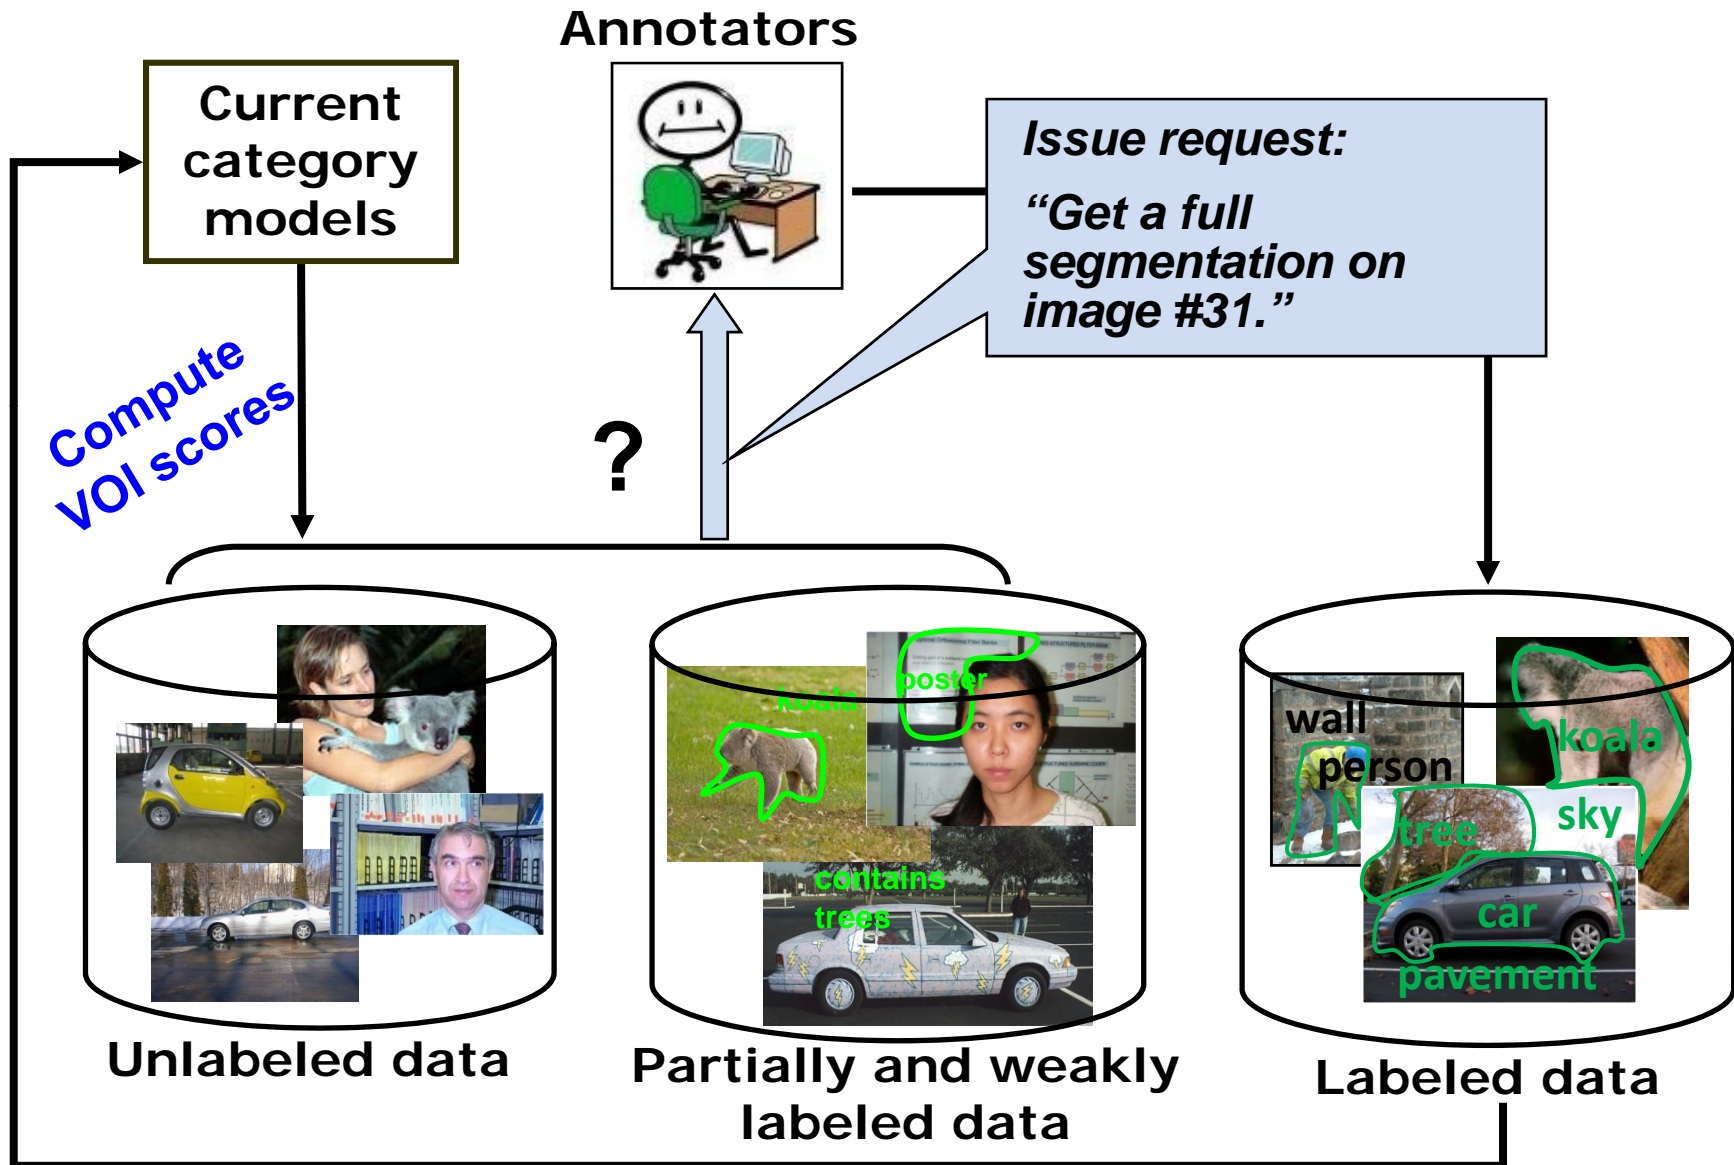 Annotators
Current
category
models
Issue request:
“Get a full
segmentation on
image #31.”
Compute
VOI scores
?
koala
poster
contains
trees
wall
person
koala
tree
sky
car
pavement
Unlabeled data
Partially and weakly
labeled data
Labeled data